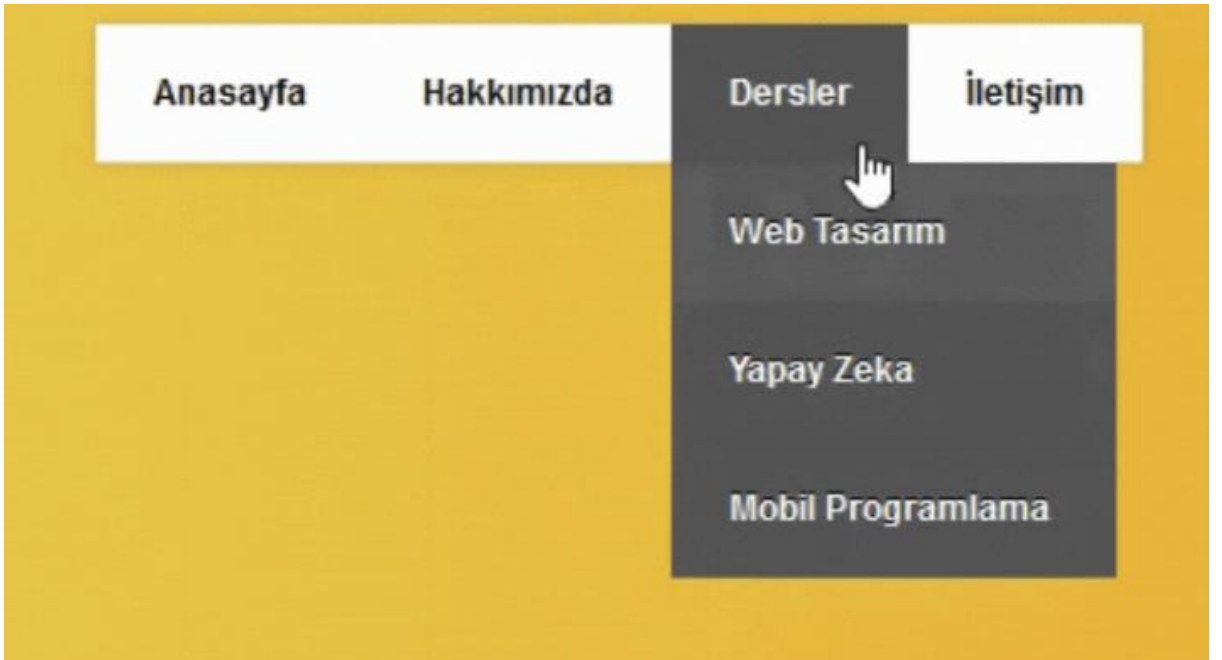 Anasayfa Hakkımızda Dersler İletişim
Web Tasarım
Yapay Zeka
Mobil Programlama